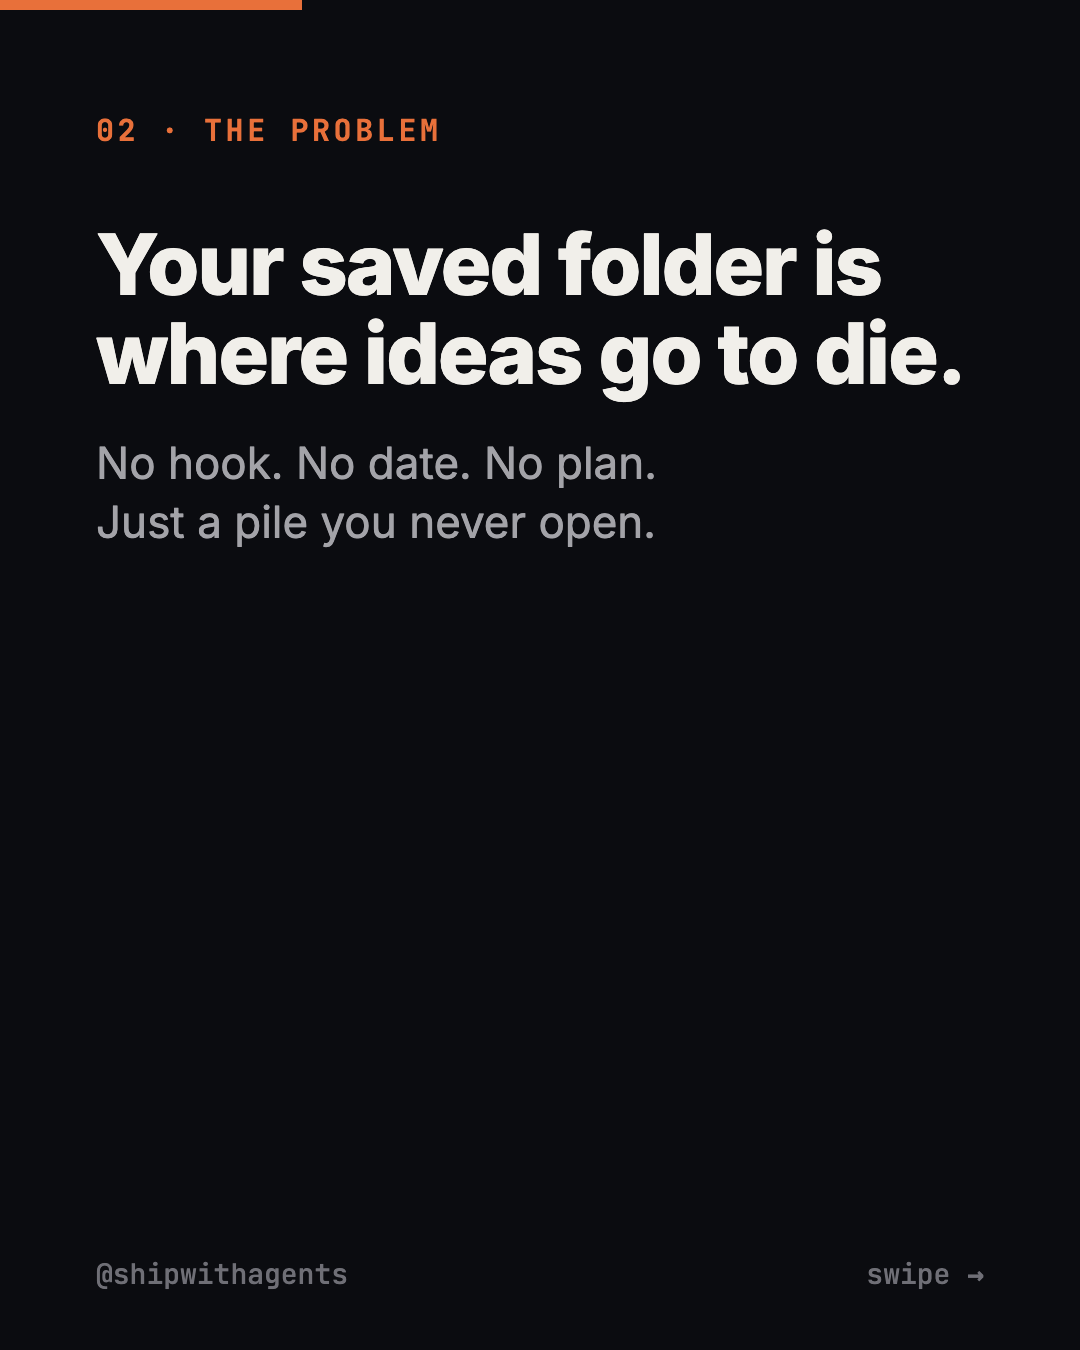 02 · THE PROBLEM
Your saved folder is
where ideas go to die.
No hook. No date. No plan.
Just a pile you never open.
@shipwithagents
swipe →